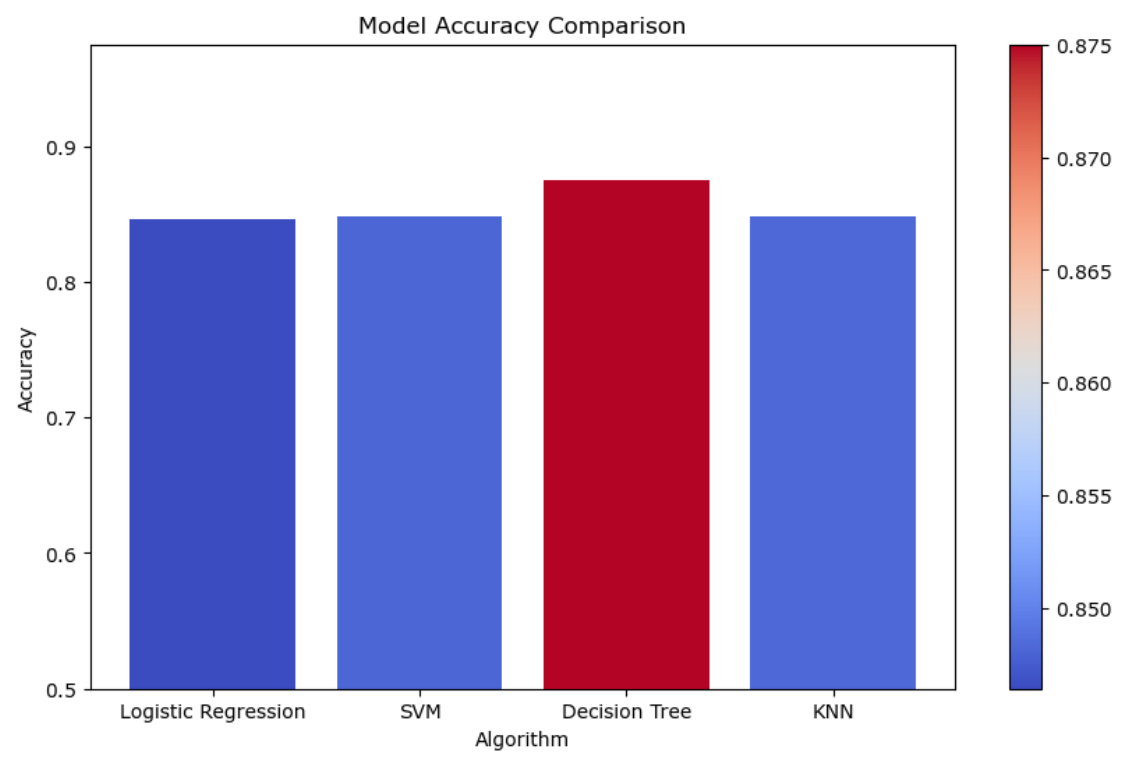 Model Accuracy Comparison
Accuracy
0.9
0.8
0.7
0.6
0.5
Logistic Regression
SVM
Decision Tree
KNN
Algorithm
0.875
0.870
0.865
0.860
0.855
0.850